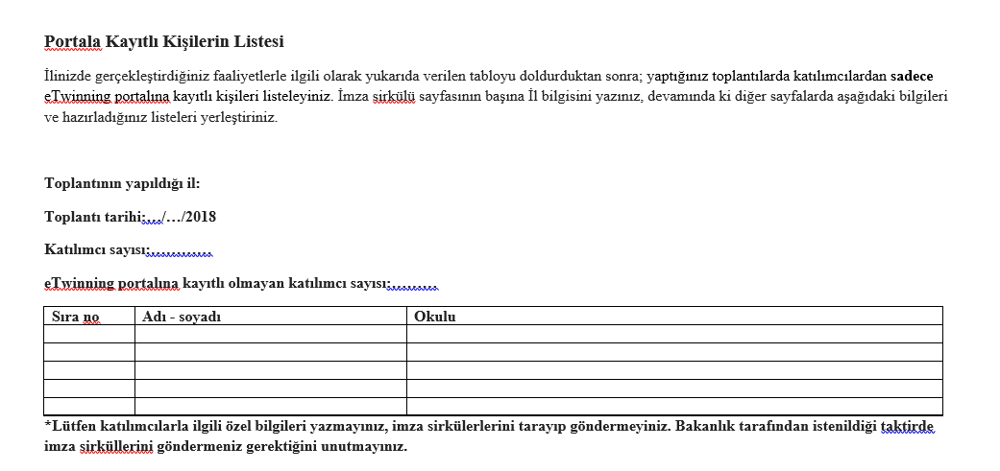 Portala Kayıtlı Kişilerin Listesi
İlinizde gerçekleştirdiğiniz faaliyetlerle ilgili olarak yukarıda verilen tabloyu doldurduktan sonra; yaptığınız toplantılarda katılımcılardan sadece
eTwinning portalına kayıtlı kişileri listeleyiniz. İmza şirkülü sayfasının başına İl bilgisini yazınız, devamında ki diğer sayfalarda aşağıdaki bilgileri
ve hazırladığınız listeleri yerleştiriniz.
Toplantının yapıldığı il:
Toplantı tarihi:…/…/2018
Katılımcı sayısı:…………
eTwinning portalına kayıtlı olmayan katılımcı sayısı:………
Sıra no Adı - soyadı Okulu
*Lütfen katılımcılarla ilgili özel bilgileri yazmayınız, imza sirkülerlerini tarayıp göndermeyiniz. Bakanlık tarafından istenildiği taktirde
imza şirküllerini göndermeniz gerektiğini unutmayınız.